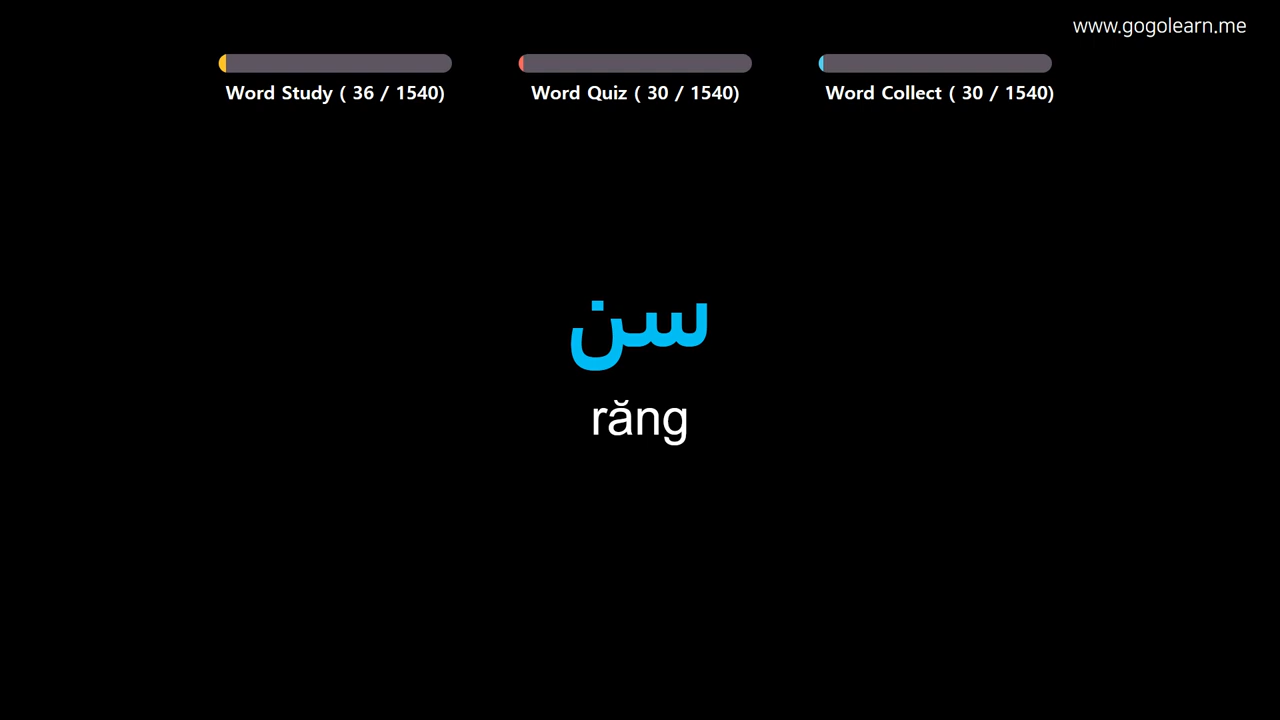 www.gogolearn.me
Word Study ( 36 / 1540)
Word Quiz ( 30 / 1540)
Word Collect ( 30 / 1540)
سن
răng